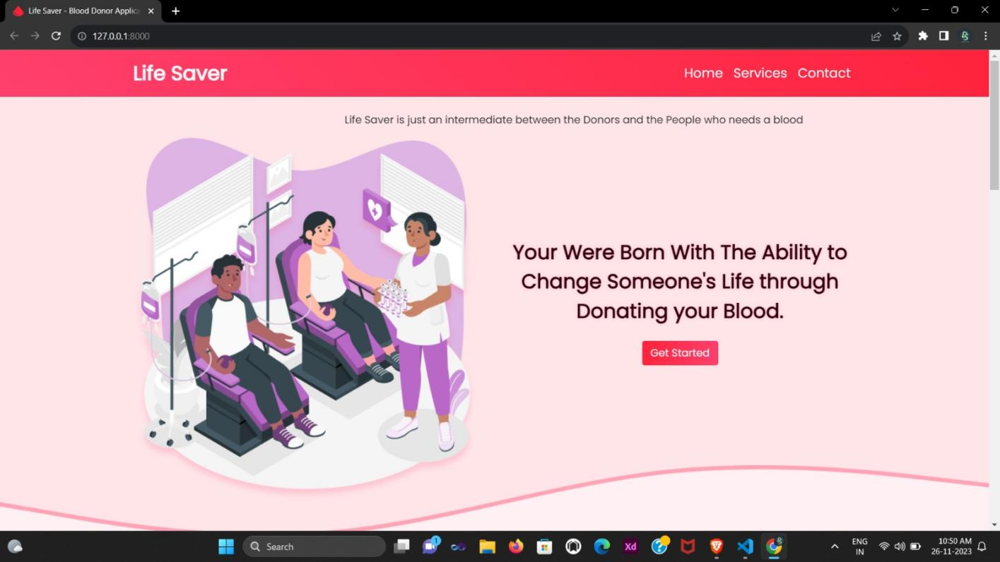 Life Saver - Blood Donor Applica
127.0.0.1:8000
Life Saver
Home Services Contact
Life Saver is just an intermediate between the Donors and the People who needs a blood
Your Were Born With The Ability to
Change Someone's Life through
Donating your Blood.
Get Started
Search
1
Xd
ENG
IN
10:50 AM
26-11-2023